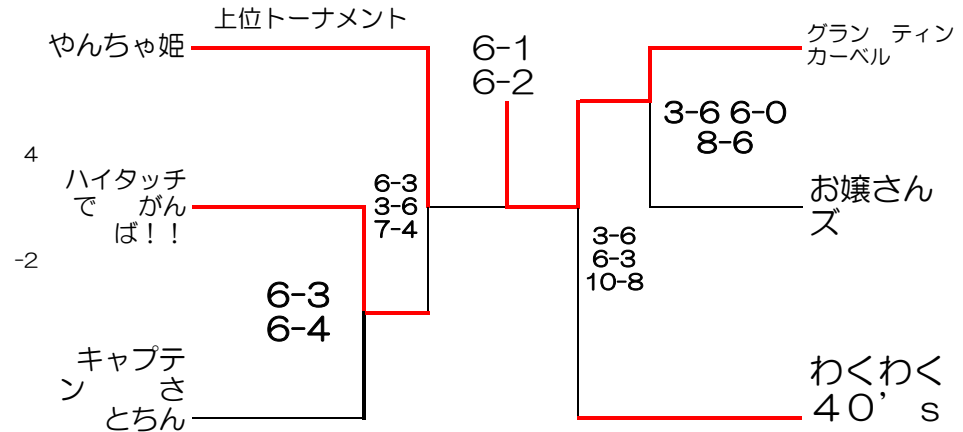 上位トーナメント
やんちゃ姫
6-1
6-2
グラン　ティン
カーベル
3-6 6-0
8-6
4
ハイタッチ
で　がん
ば！！
6-3
3-6
7-4
お嬢さん
ズ
-2
3-6
6-3
10-8
6-3
6-4
キャプテ
ン　　さ
とちん
わくわく
４０’ｓ